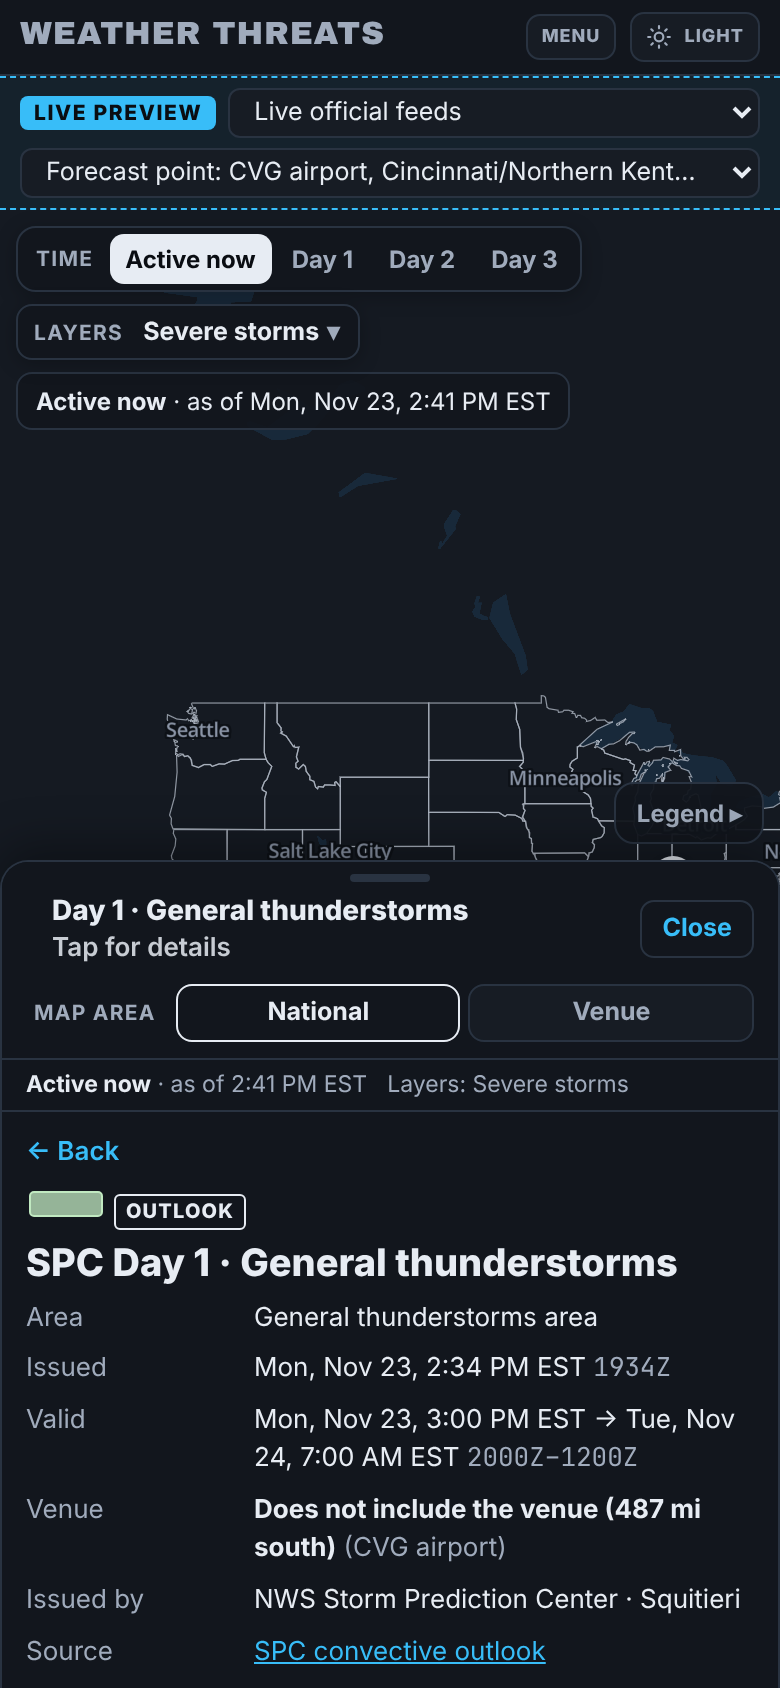 WEATHER THREATS
MENU
LIGHT
LIVE PREVIEW
Live official feeds
Forecast point: CVG airport, Cincinnati/Northern Kent...
TIME
Active now
Day 1
Day 2
Day 3
LAYERS
Severe storms ▾
Active now · as of Mon, Nov 23, 2:41 PM EST
Seattle
Minneapolis
Legend ▸
Salt Lake City
N
Day 1 · General thunderstorms
Tap for details
Close
MAP AREA
National
Venue
Active now · as of 2:41 PM EST Layers: Severe storms
← Back
OUTLOOK
SPC Day 1 · General thunderstorms
Area
General thunderstorms area
Issued
Mon, Nov 23, 2:34 PM EST 1934Z
Valid
Mon, Nov 23, 3:00 PM EST → Tue, Nov
24, 7:00 AM EST 2000Z–1200Z
Venue
Does not include the venue (487 mi
south) (CVG airport)
Issued by
NWS Storm Prediction Center · Squitieri
Source
SPC convective outlook